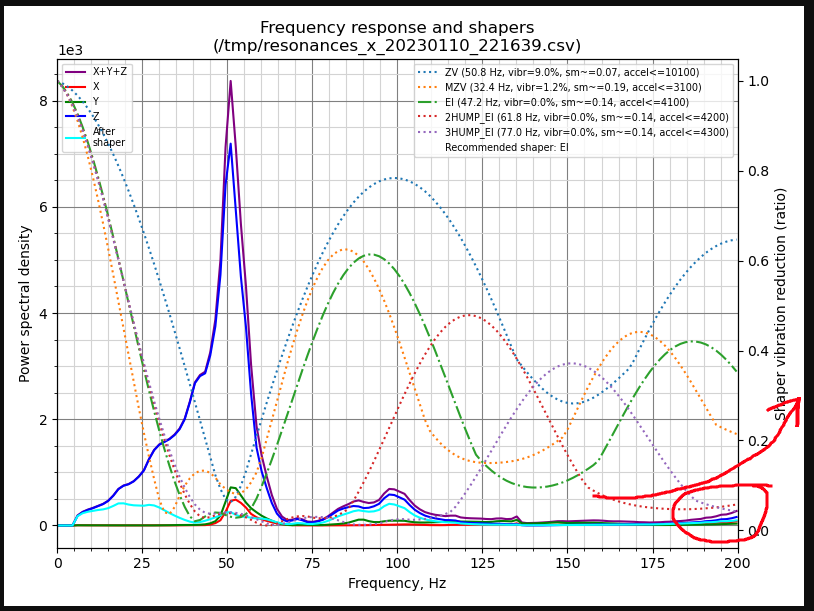 Frequency response and shapers
(/tmp/resonances_x_20230110_221639.csv)
1e3
X+Y+Z
X
Y
Z
After
shaper
ZV (50.8 Hz, vibr=9.0%, sm~=0.07, accel<=10100)
MZV (32.4 Hz, vibr=1.2%, sm~=0.19, accel<=3100)
EI (47.2 Hz, vibr=0.0%, sm~=0.14, accel<=4100)
2HUMP_EI (61.8 Hz, vibr=0.0%, sm~=0.14, accel<=4200)
3HUMP_EI (77.0 Hz, vibr=0.0%, sm~=0.14, accel<=4300)
Recommended shaper: EI
8
6
4
2
0
Power spectral density
1.0
0.8
0.6
0.4
0.2
0.0
Shaper vibration reduction (ratio)
0
25
50
75
100
125
150
175
200
Frequency, Hz